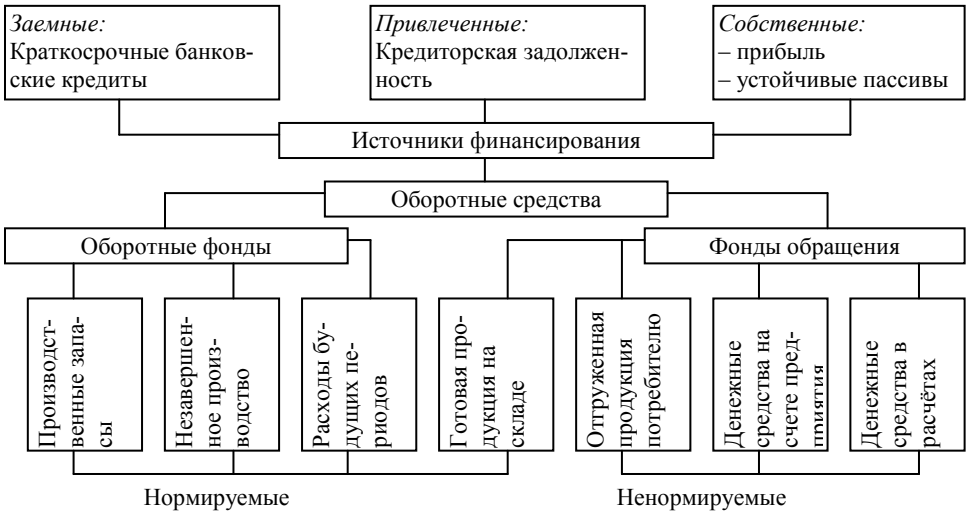 Заемные:
Краткосрочные банков-
ские кредиты
Привлеченные:
Кредиторская задолжен-
ность
Собственные:
– прибыль
– устойчивые пассивы
Источники финансирования
Оборотные средства
Оборотные фонды
Фонды обращения
Производст-
венные запа-
сы
Незавершен-
ное произ-
водство
Расходы бу-
дущих пе-
риодов
Готовая про-
дукция на
складе
Отгруженная
продукция
потребителю
Денежные
средства на
счете пред-
приятия
Денежные
средства в
расчётах
Нормируемые
Ненормируемые